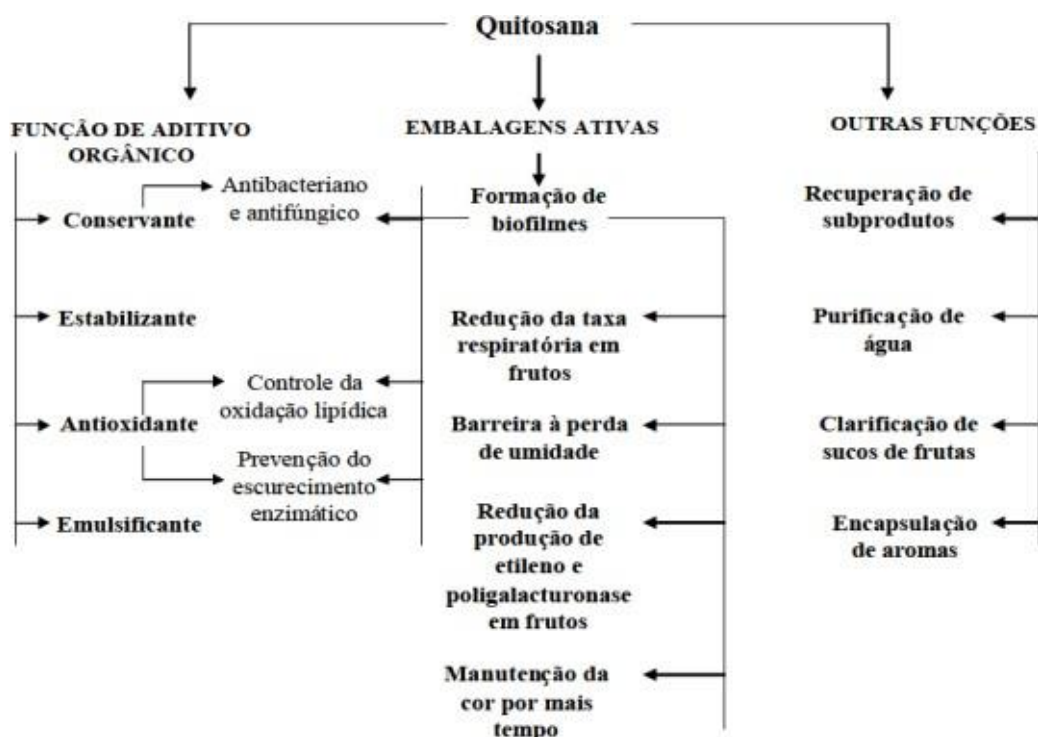 Quitosana
FUNÇÃO DE ADITIVO
ORGÂNICO
Conservante
Antibacteriano
e antifúngico
Estabilizante
Antioxidante
Controle da
oxidação lipídica
Prevenção do
escurecimento
enzimático
Emulsificante
EMBALAGENS ATIVAS
Formação de
biofilmes
Redução da taxa
respiratória em
frutos
Barreira à perda
de umidade
Redução da
produção de
etileno e
poligalacturonase
em frutos
Manutenção da
cor por mais
tempo
OUTRAS FUNÇÕES
Recuperação de
subprodutos
Purificação de
água
Clarificação de
sucos de frutas
Encapsulação
de aromas